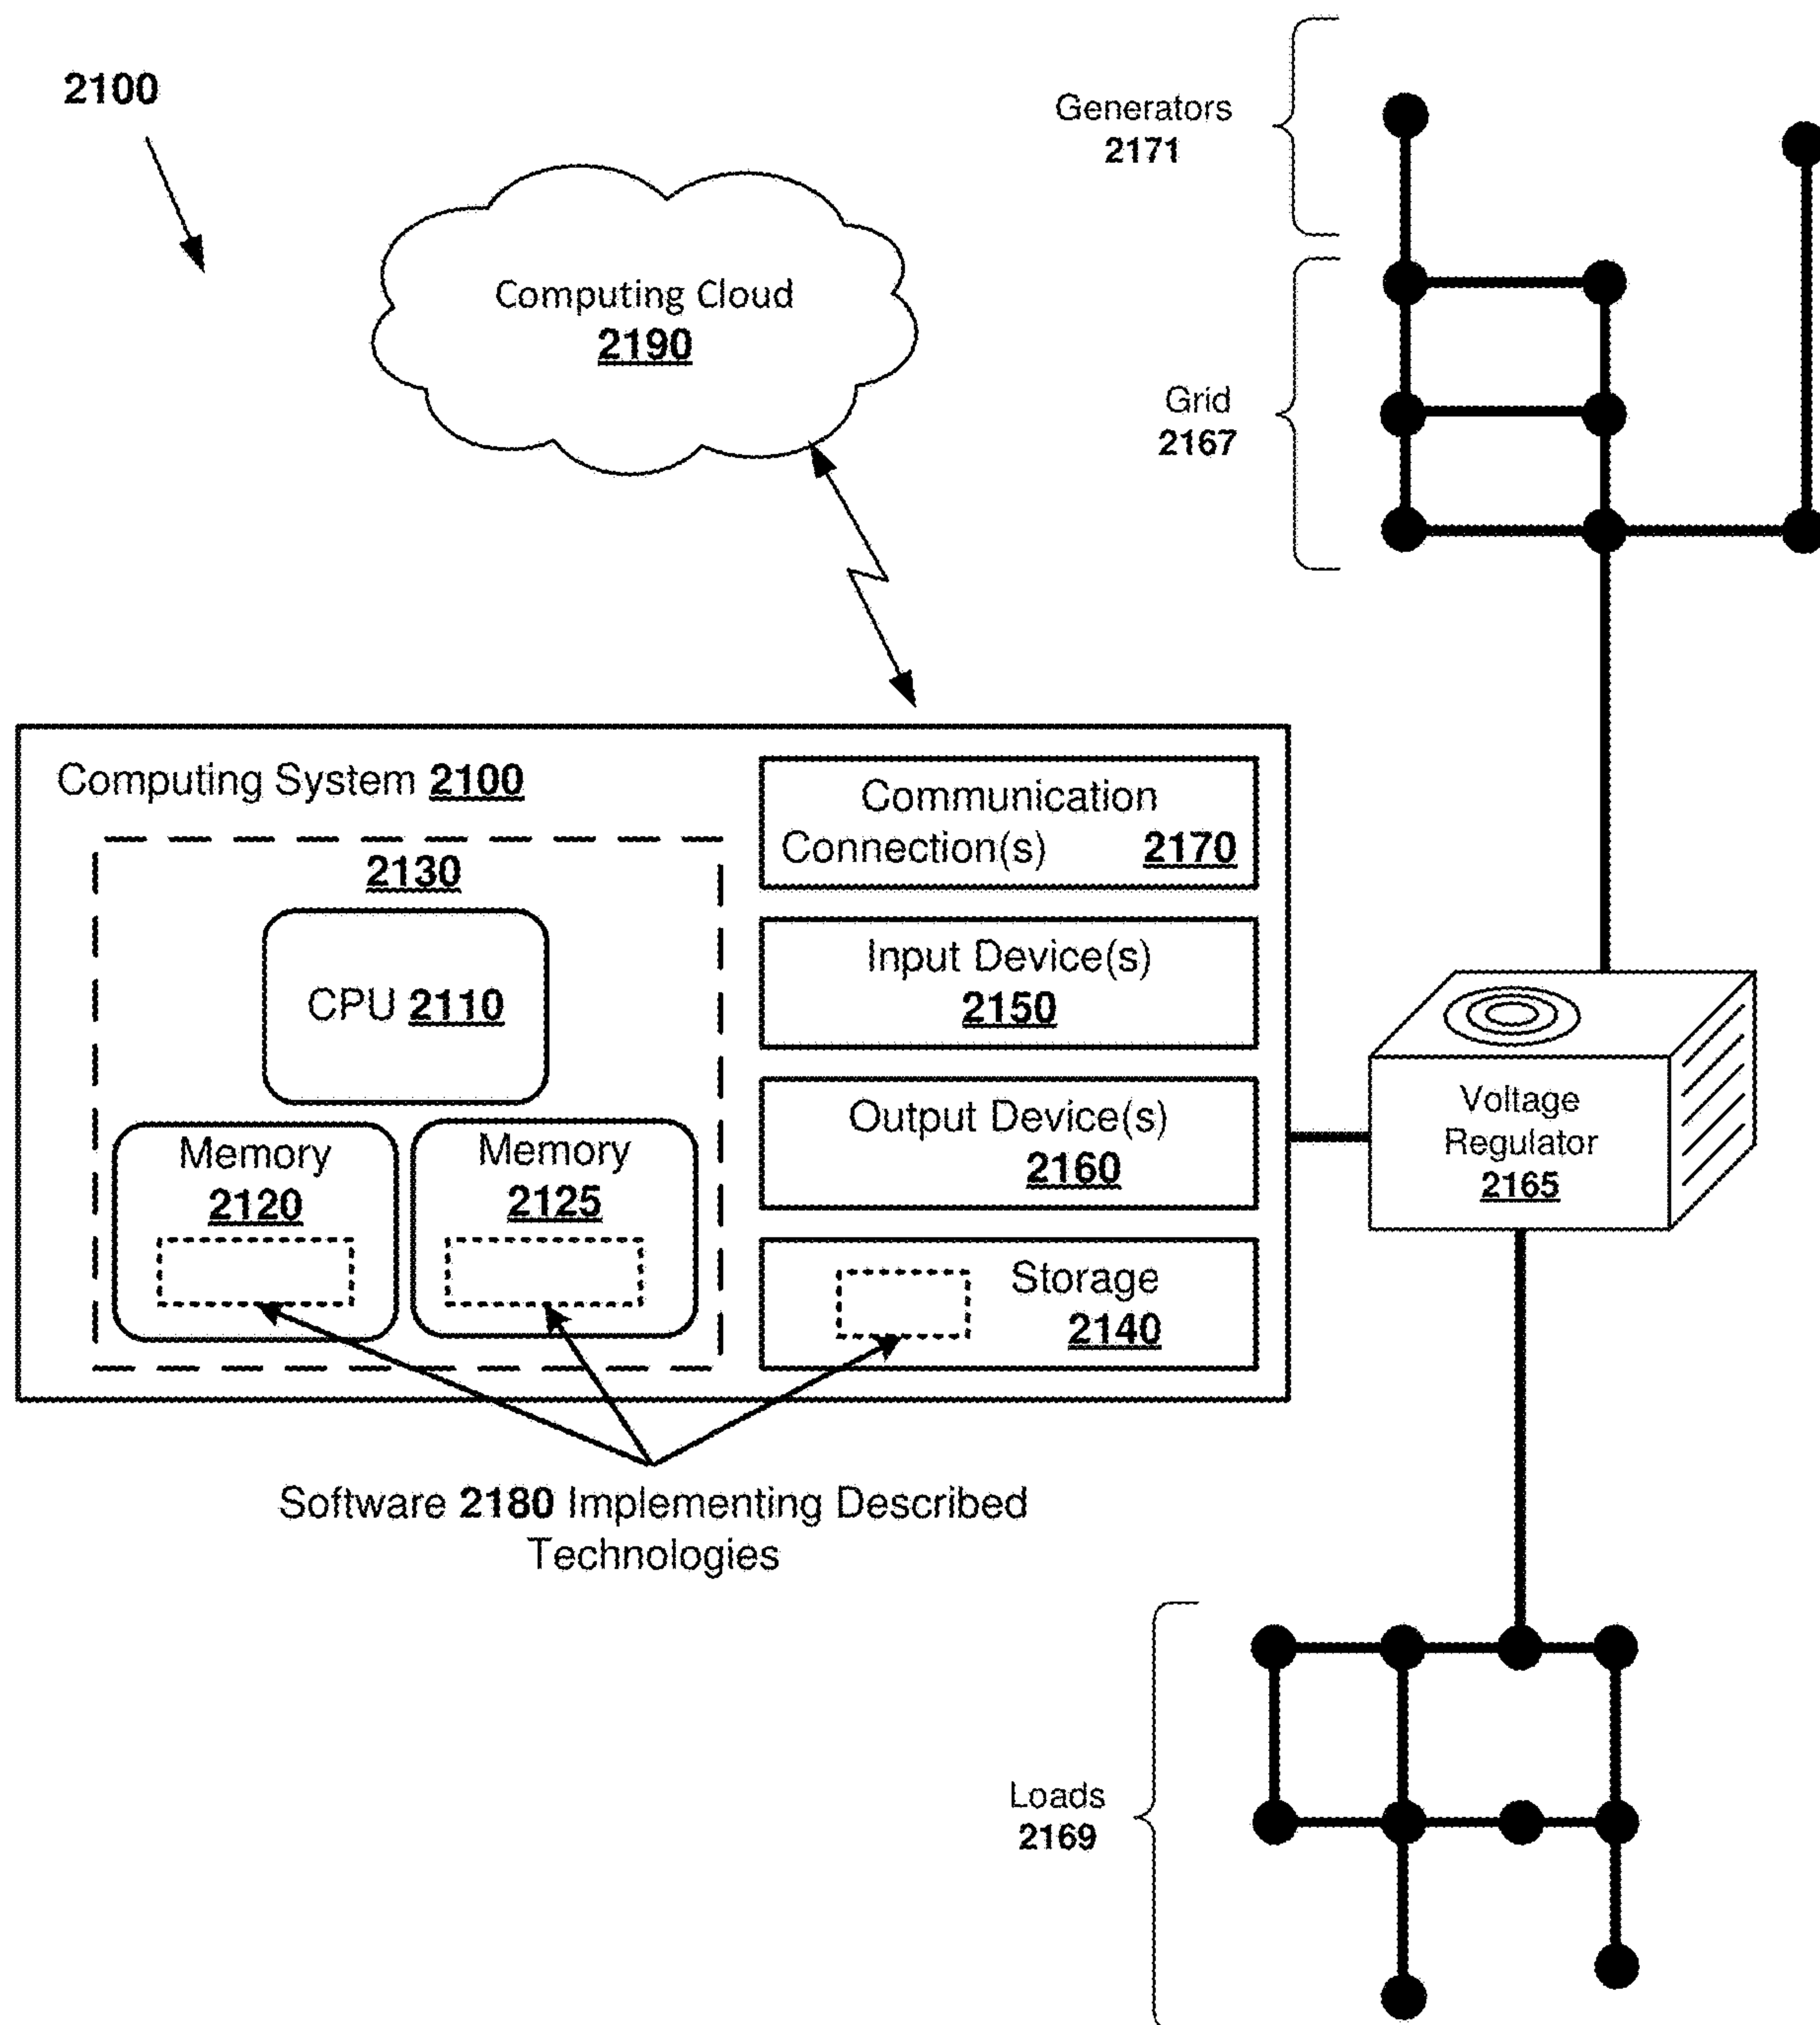 2100
Generators
2171
Computing Cloud
2190
Grid
2167
Computing System 2100
2130
CPU 2110
Memory
2120
Memory
2125
Communication
Connection(s) 2170
Input Device(s)
2150
Output Device(s)
2160
Storage
2140
Voltage
Regulator
2165
Software 2180 Implementing Described
Technologies
Loads
2169